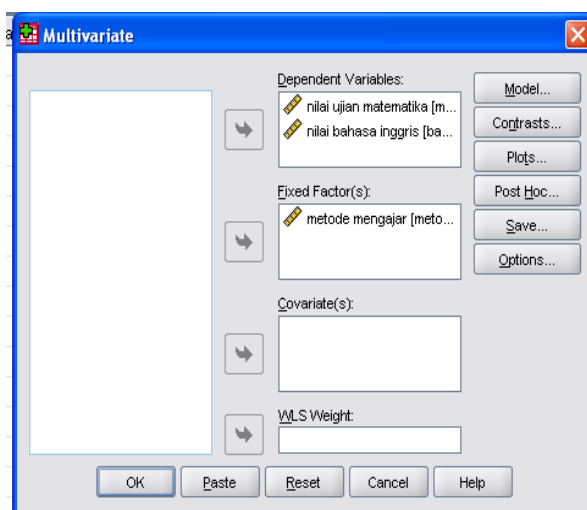 Multivariate
Dependent Variables:
nilai ujian matematika [m...
nilai bahasa inggris [ba...
Fixed Factor(s):
metode mengajar [meto...
Covariate(s):
WLS Weight:
Model...
Contrasts...
Plots...
Post Hoc...
Save...
Options...
OK Paste Reset Cancel Help